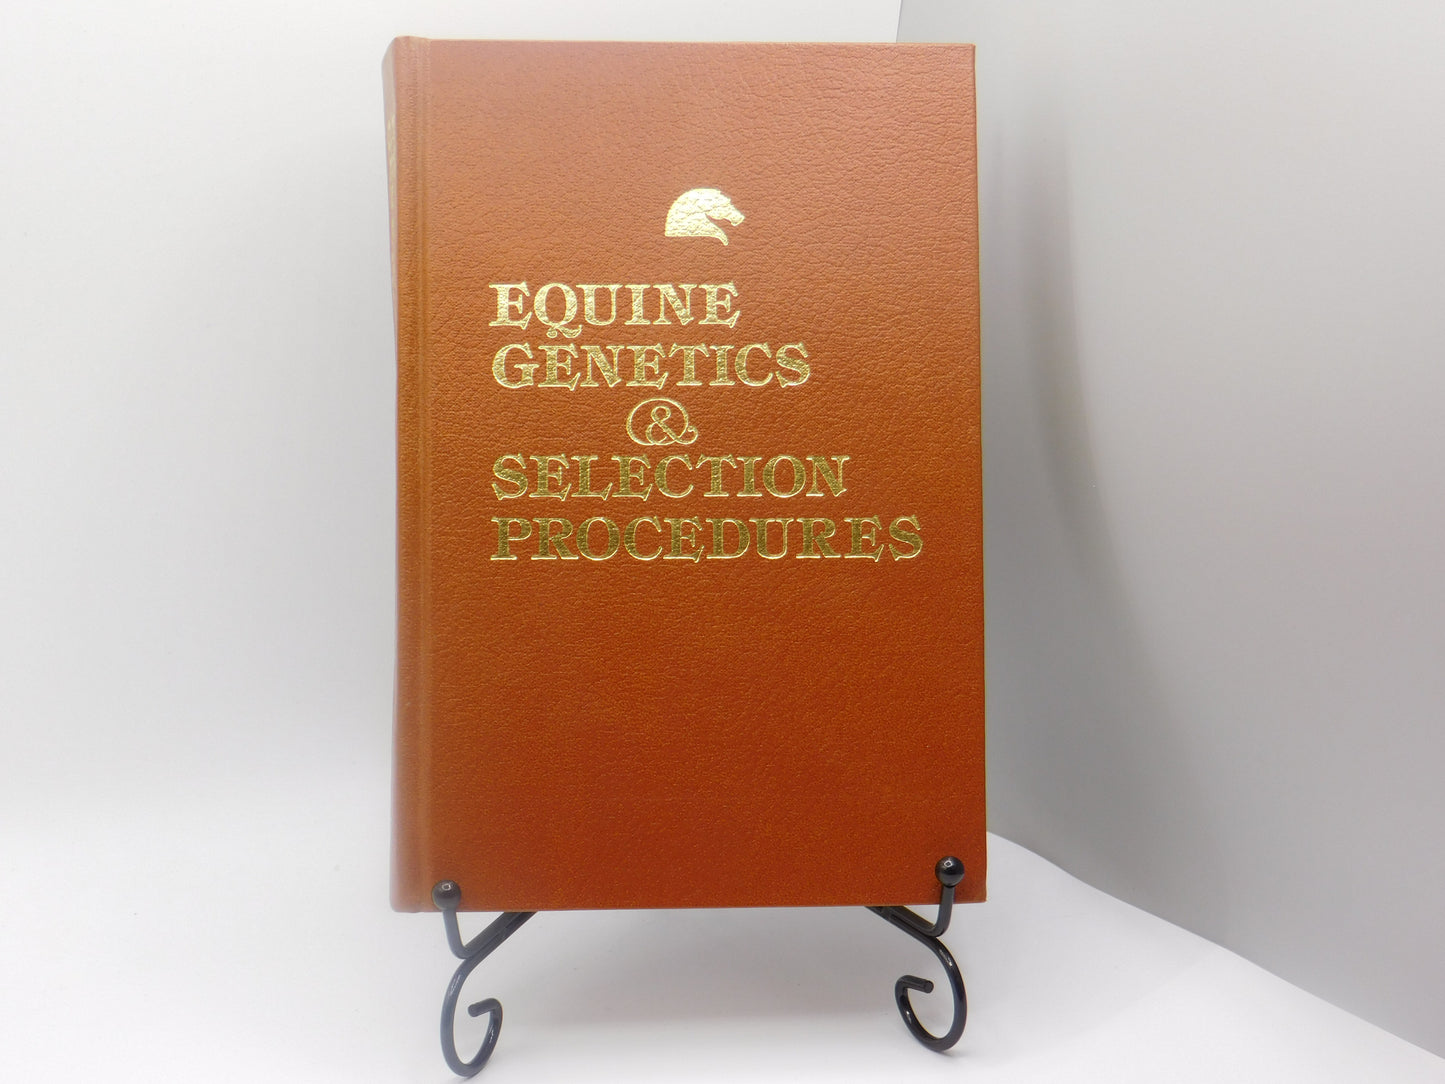 EQUINE
GENETICS
&
SELECTION
PROCEDURES